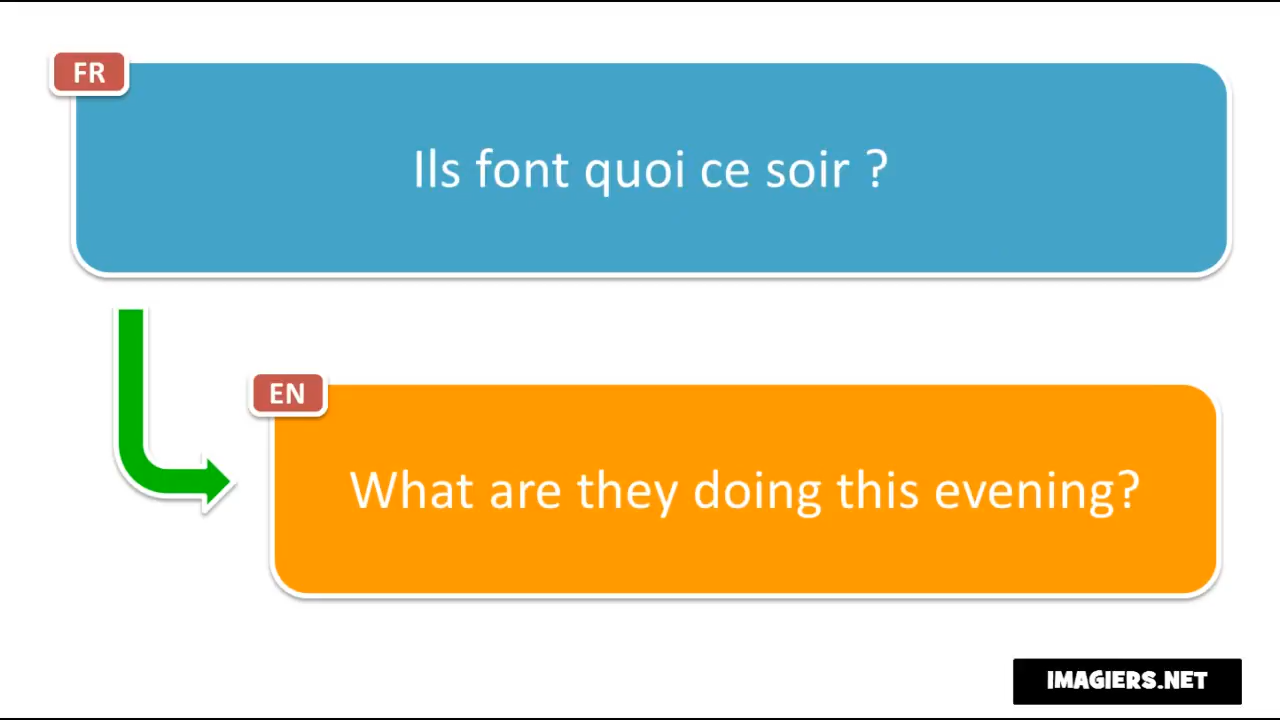 FR
Ils font quoi ce soir ?
EN
What are they doing this evening?
IMAGIERS.NET